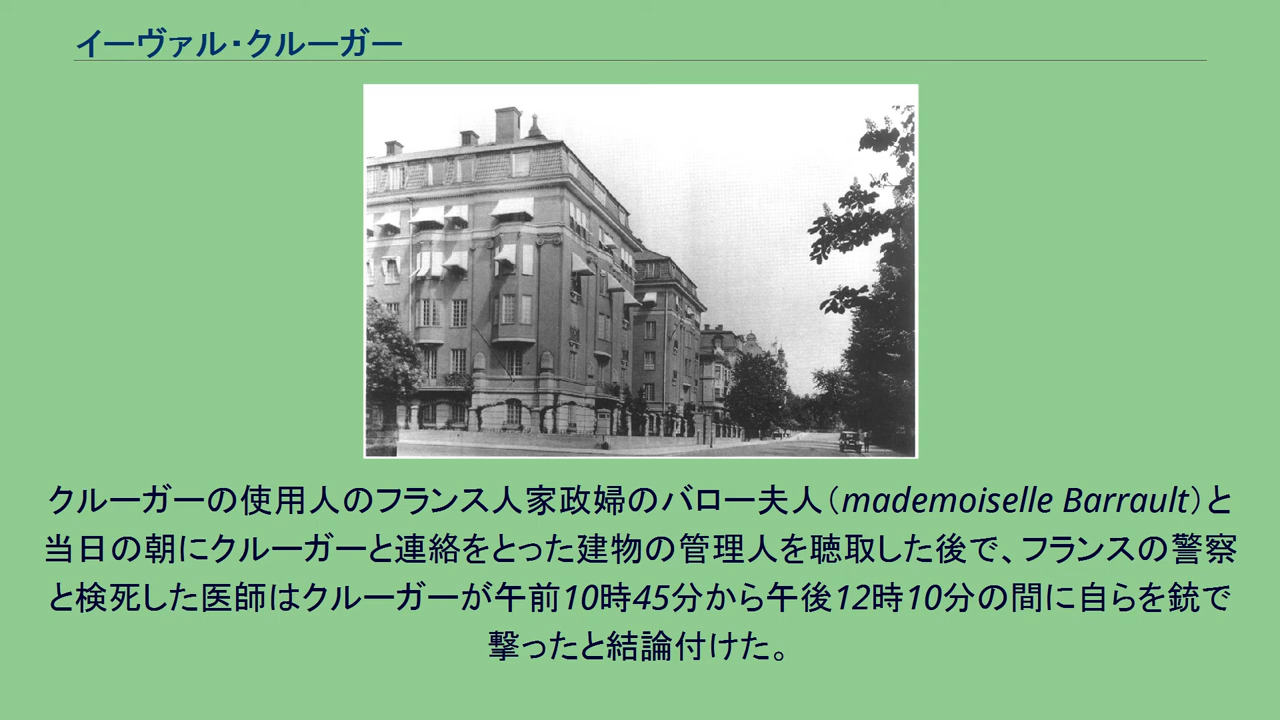 イーヴァル・クルーガー
クルーガーの使用人のフランス人家政婦のバロー夫人（mademoiselle Barrault）と
当日の朝にクルーガーと連絡をとった建物の管理人を聴取した後で、フランスの警察
と検死した医師はクルーガーが午前10時45分から午後12時10分の間に自らを銃で
撃ったと結論付けた。